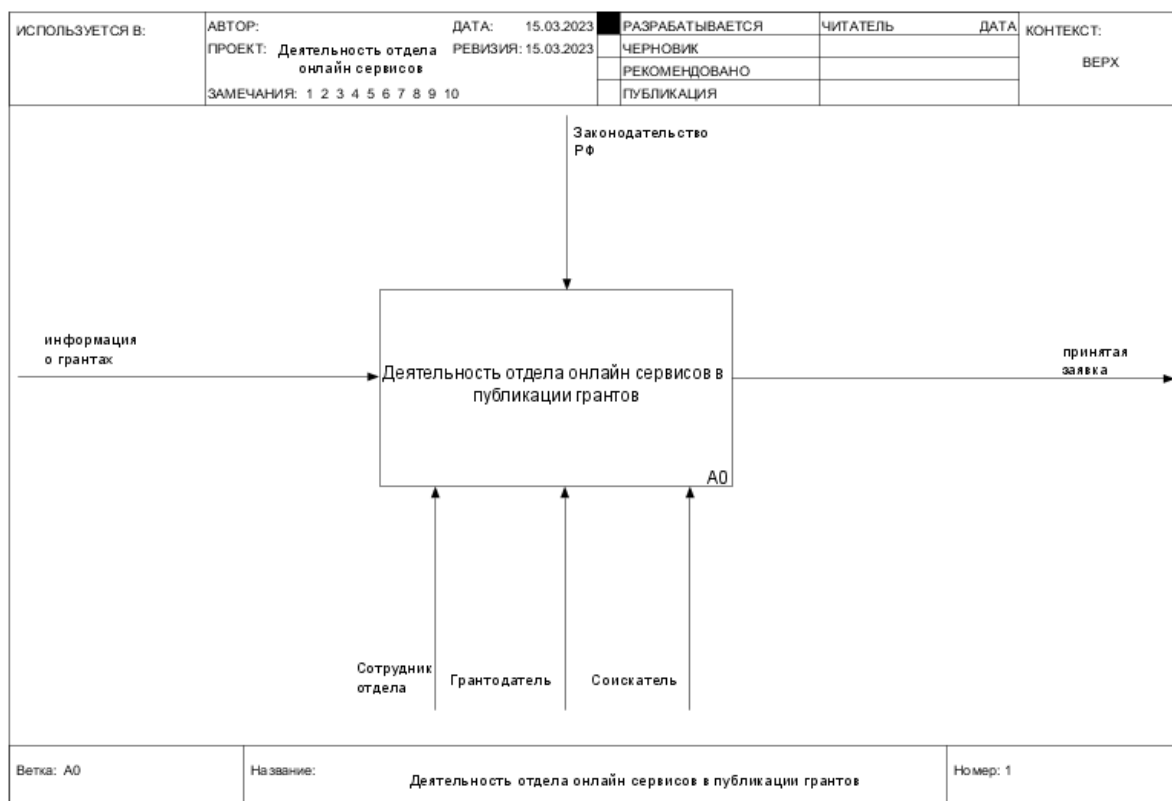 ИСПОЛЬЗУЕТСЯ В:
АВТОР:
ДАТА: 15.03.2023
ПРОЕКТ: Деятельность отдела
онлайн сервисов
РЕВИЗИЯ: 15.03.2023
ЗАМЕЧАНИЯ: 1 2 3 4 5 6 7 8 9 10
РАЗРАБАТЫВАЕТСЯ
ЧЕРНОВИК
РЕКОМЕНДОВАНО
ПУБЛИКАЦИЯ
ЧИТАТЕЛЬ
ДАТА
КОНТЕКСТ:
ВЕРХ
Законодательство
РФ
информация
о грантах
Деятельность отдела онлайн сервисов в
публикации грантов
А0
принятая
заявка
Сотрудник
отдела
Грантодатель
Соискатель
Ветка: А0
Название:
Деятельность отдела онлайн сервисов в публикации грантов
Номер: 1